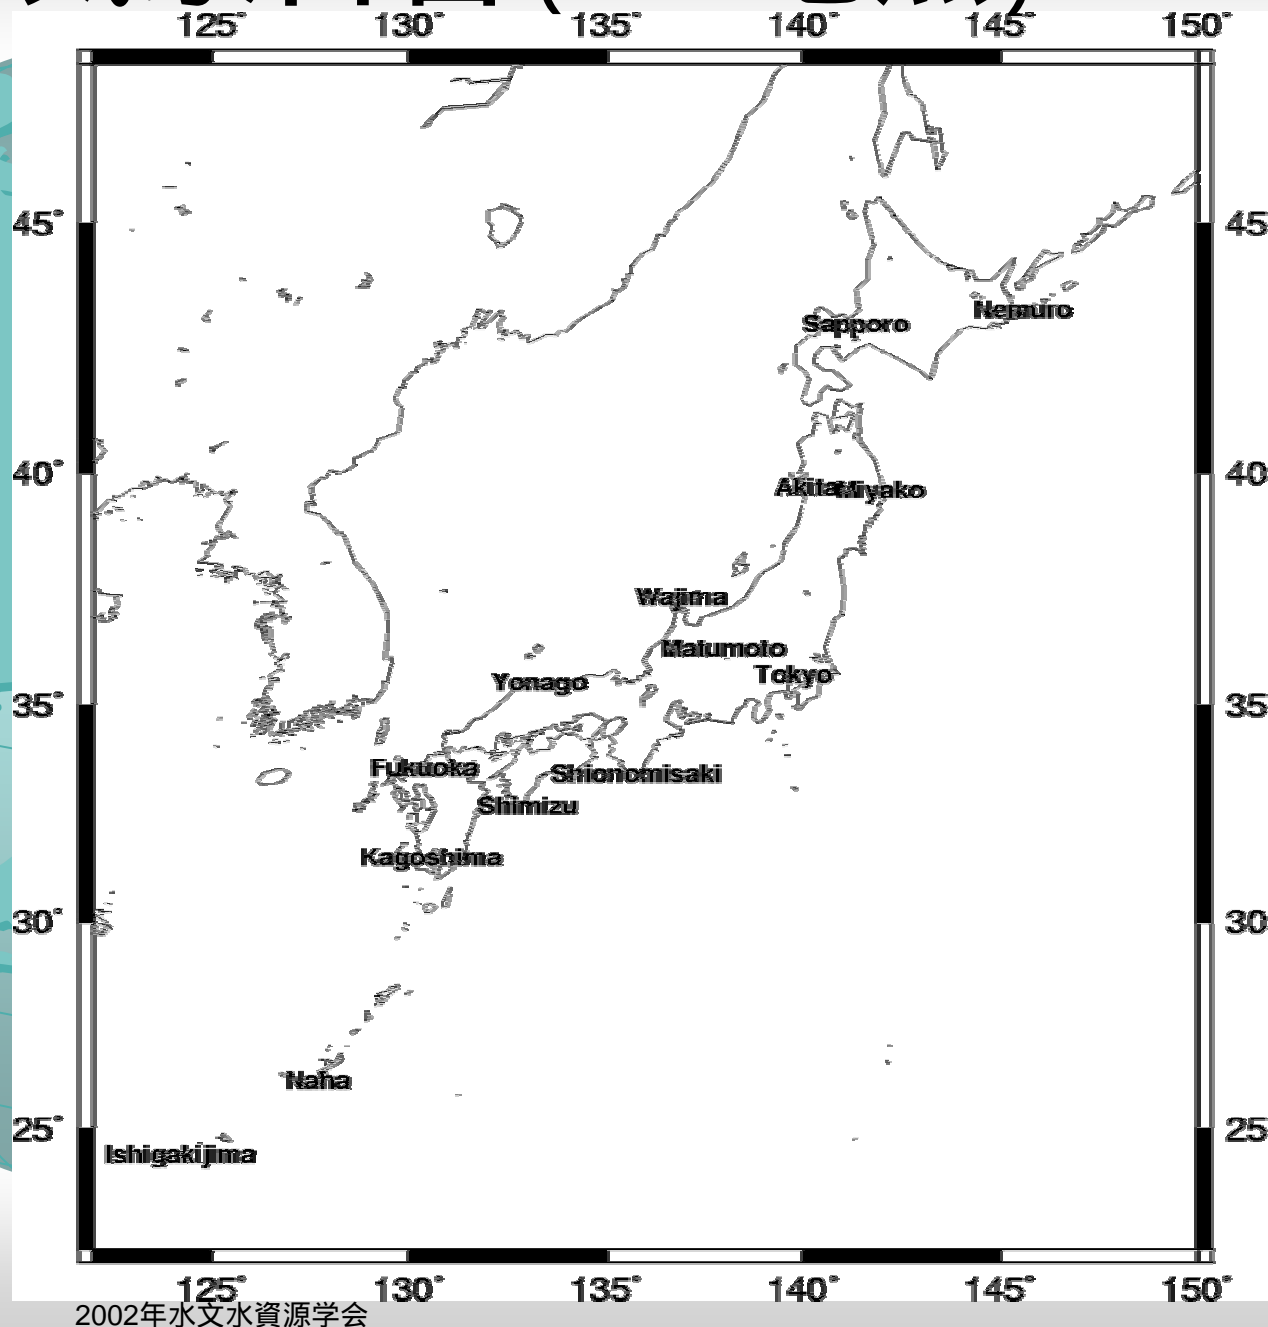 125° 130° 135° 140° 145° 150°
45° 45
Nemuro
Sapporo
40° 40
Akita Miyako
Wajima
Matumoto
Tokyo
Yonago
35° 35
Fukuoka
Shionomisaki
Shimizu
Kagoshima
30° 30
Naha
25° 25
Ishigakijima
125° 130° 135° 140° 145° 150°
2002年水文水資源学会